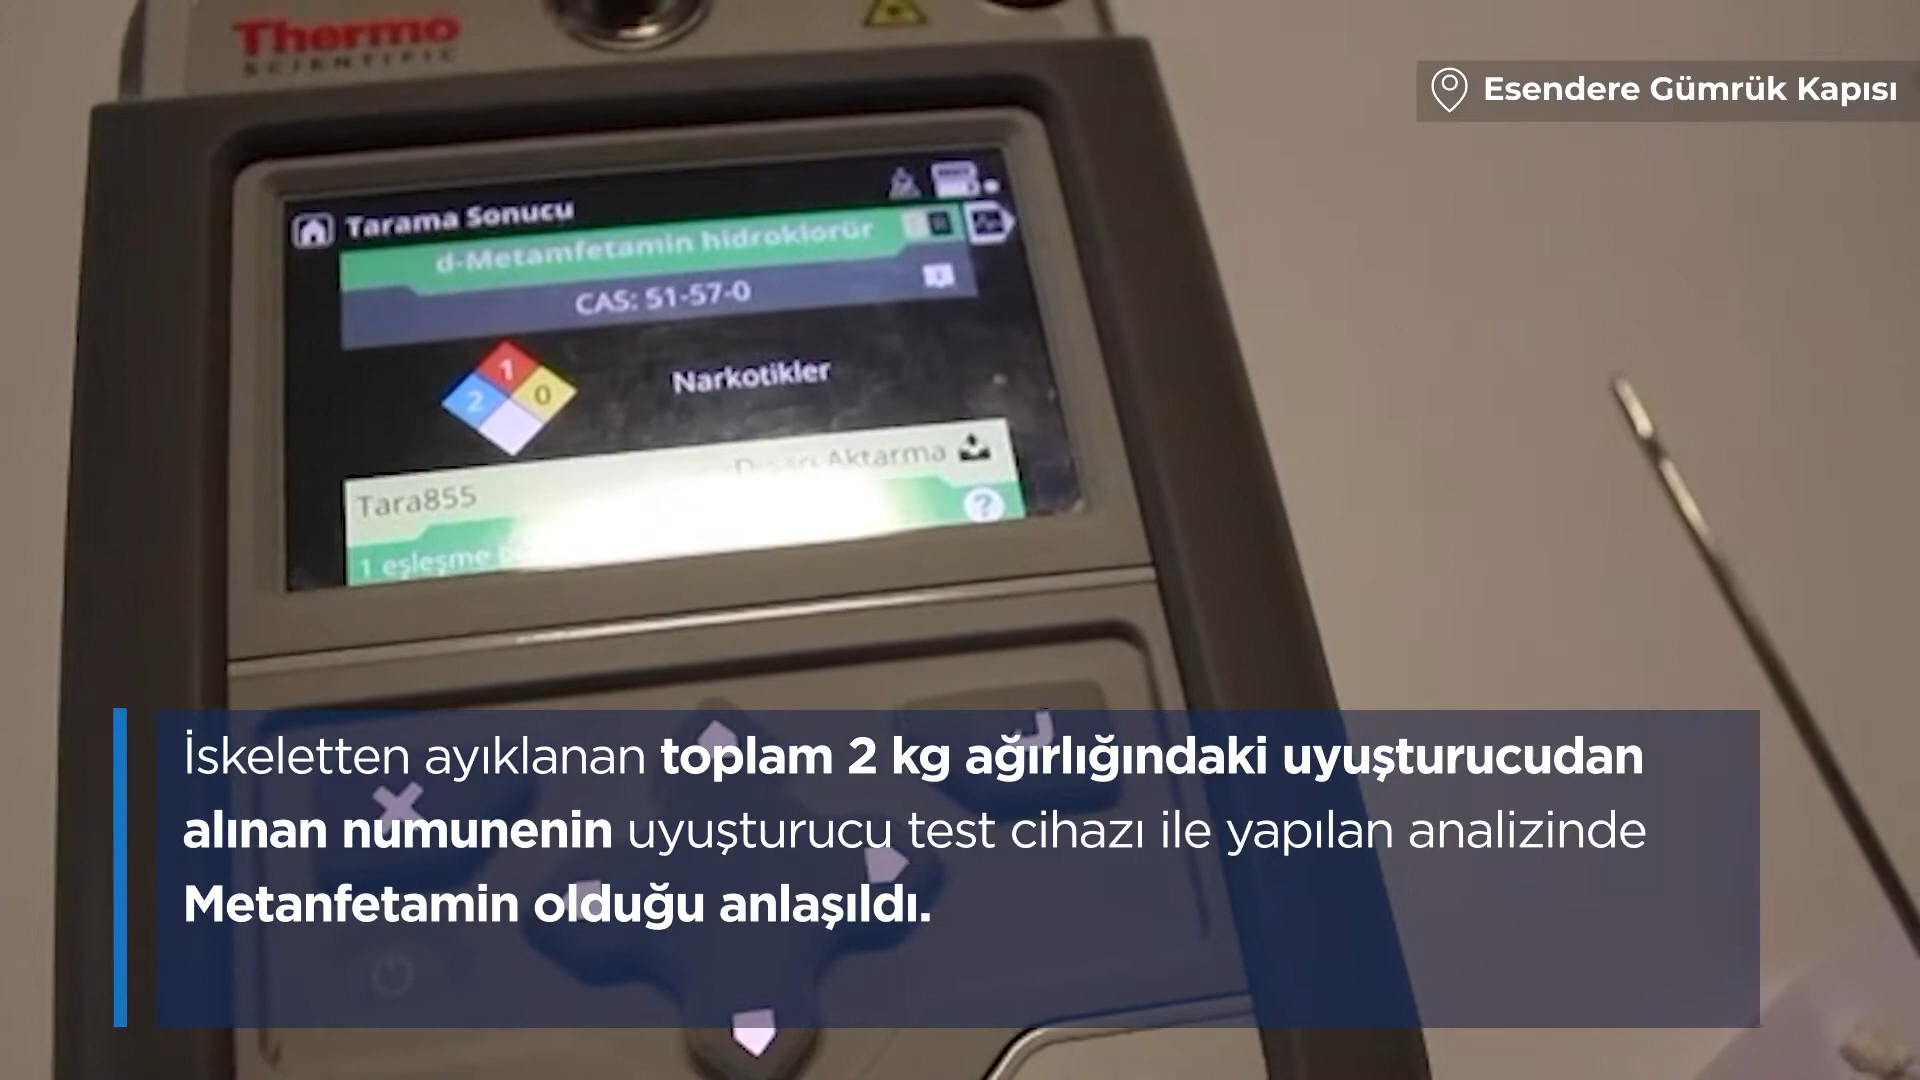 Thermo
SCIENTIFIC
Esendere Gümrük Kapısı
Tarama Sonucu
d-Metamfetamin hidroklorür
CAS: 51-57-0
1
2 0
Narkotikler
Aktarma
Tara855
?
1 eşleşme
İskeletten ayıklanan toplam 2 kg ağırlığındaki uyuşturucudan
alınan numunenin uyuşturucu test cihazı ile yapılan analizinde
Metanfetamin olduğu anlaşıldı.